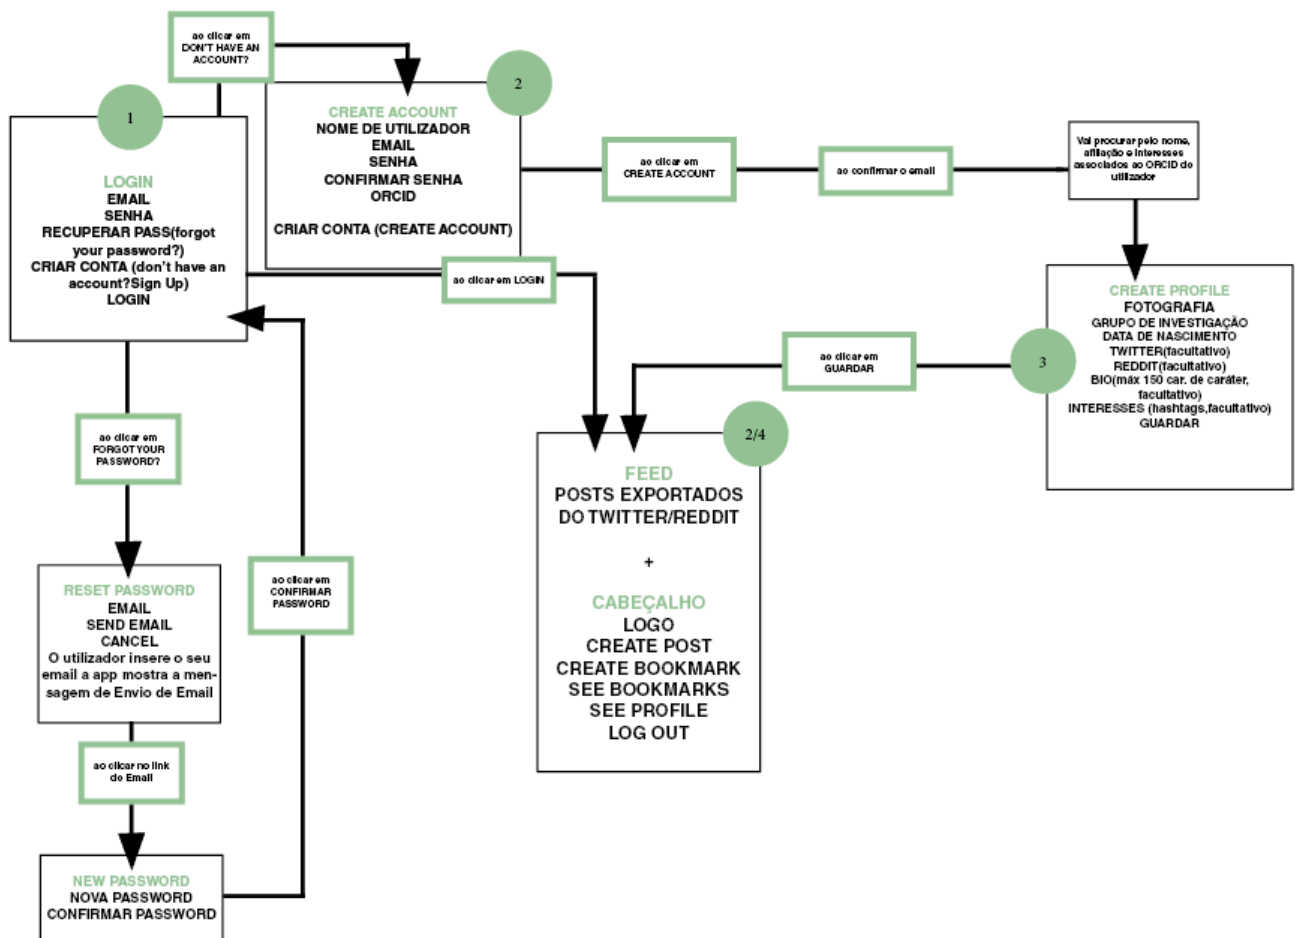 ao clicar em
DON'T HAVE AN
ACCOUNT?
1
LOGIN
EMAIL
SENHA
RECUPERAR PASS(forgot
your password?)
CRIAR CONTA (don't have an
account?Sign Up)
LOGIN
2
CREATE ACCOUNT
NOME DE UTILIZADOR
EMAIL
SENHA
CONFIRMAR SENHA
ORCID
CRIAR CONTA (CREATE ACCOUNT)
ao clicar em
CREATE ACCOUNT
ao confirmar o email
Vai procurar pelo nome,
afiliação e interesses
associados ao ORCID do
utilizador
ao clicar em LOGIN
CREATE PROFILE
FOTOGRAFIA
GRUPO DE INVESTIGAÇÃO
DATA DE NASCIMENTO
TWITTER(facultativo)
REDDIT(facultativo)
BIO(máx 150 car. de caráter,
facultativo)
INTERESSES (hashtags,facultativo)
GUARDAR
3
ao clicar em
GUARDAR
2/4
FEED
POSTS EXPORTADOS
DO TWITTER/REDDIT
+
CABEÇALHO
LOGO
CREATE POST
CREATE BOOKMARK
SEE BOOKMARKS
SEE PROFILE
LOG OUT
ao clicar em
FORGOT YOUR
PASSWORD?
ao clicar em
CONFIRMAR
PASSWORD
RESET PASSWORD
EMAIL
SEND EMAIL
CANCEL
O utilizador insere o seu
email a app mostra a men-
sagem de Envio de Email
ao clicar no link
do Email
NEW PASSWORD
NOVA PASSWORD
CONFIRMAR PASSWORD